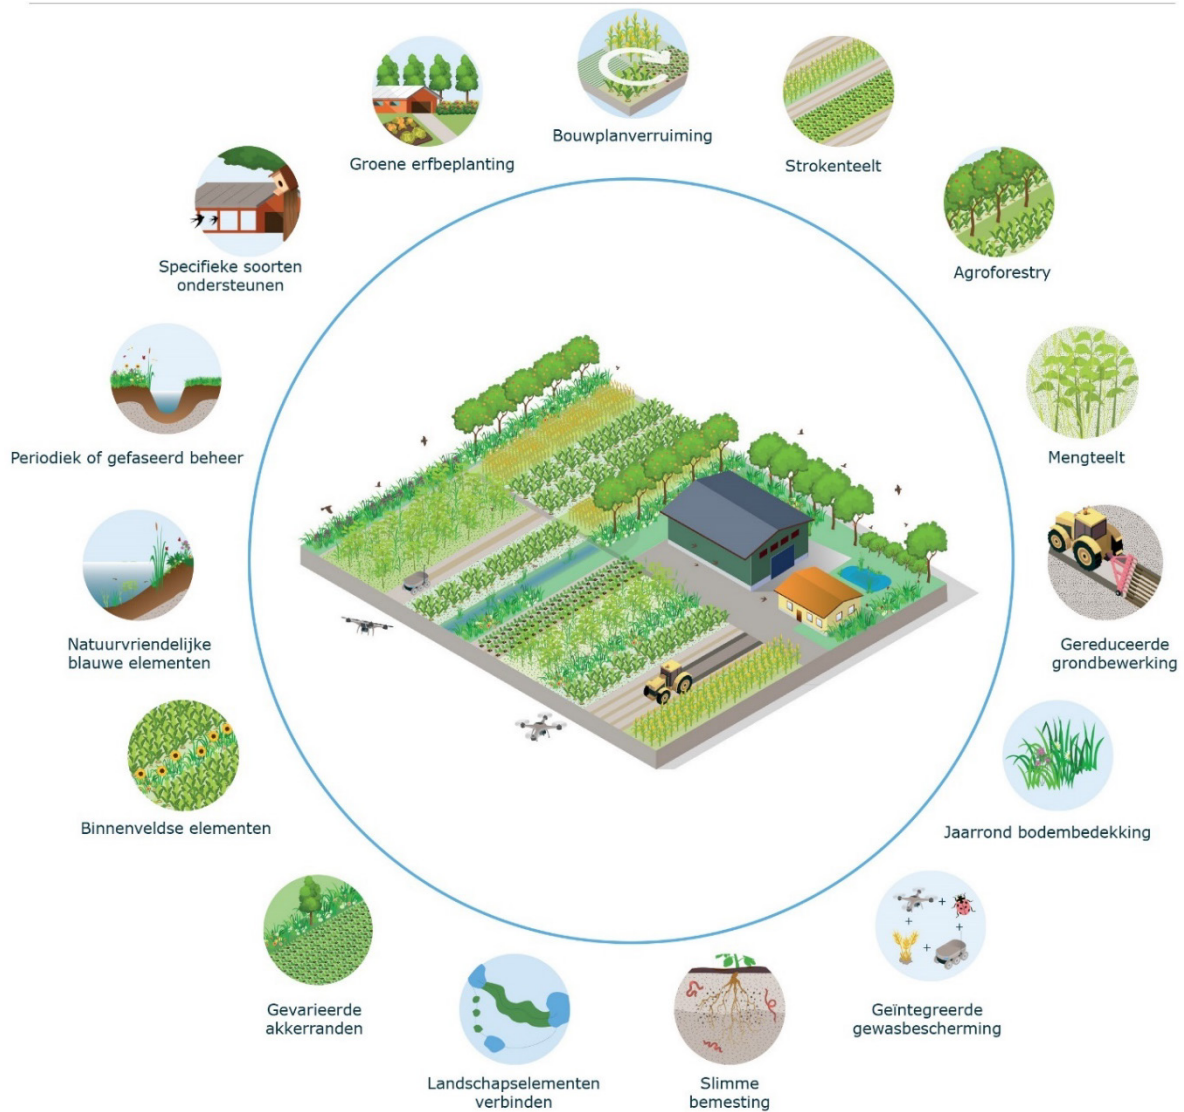 Bouwplanverruiming
Strokenteelt
Agroforestry
Mengteelt
Gereduceerde
grondbewerking
Jaarrond bodembedekking
Geïntegreerde
gewasbescherming
Slimme
bemesting
Landschapselementen
verbinden
Gevarieerde
akkerranden
Binnenveldse elementen
Natuurvriendelijke
blauwe elementen
Periodiek of gefaseerd beheer
Specifieke soorten
ondersteunen
Groene erfbeplanting